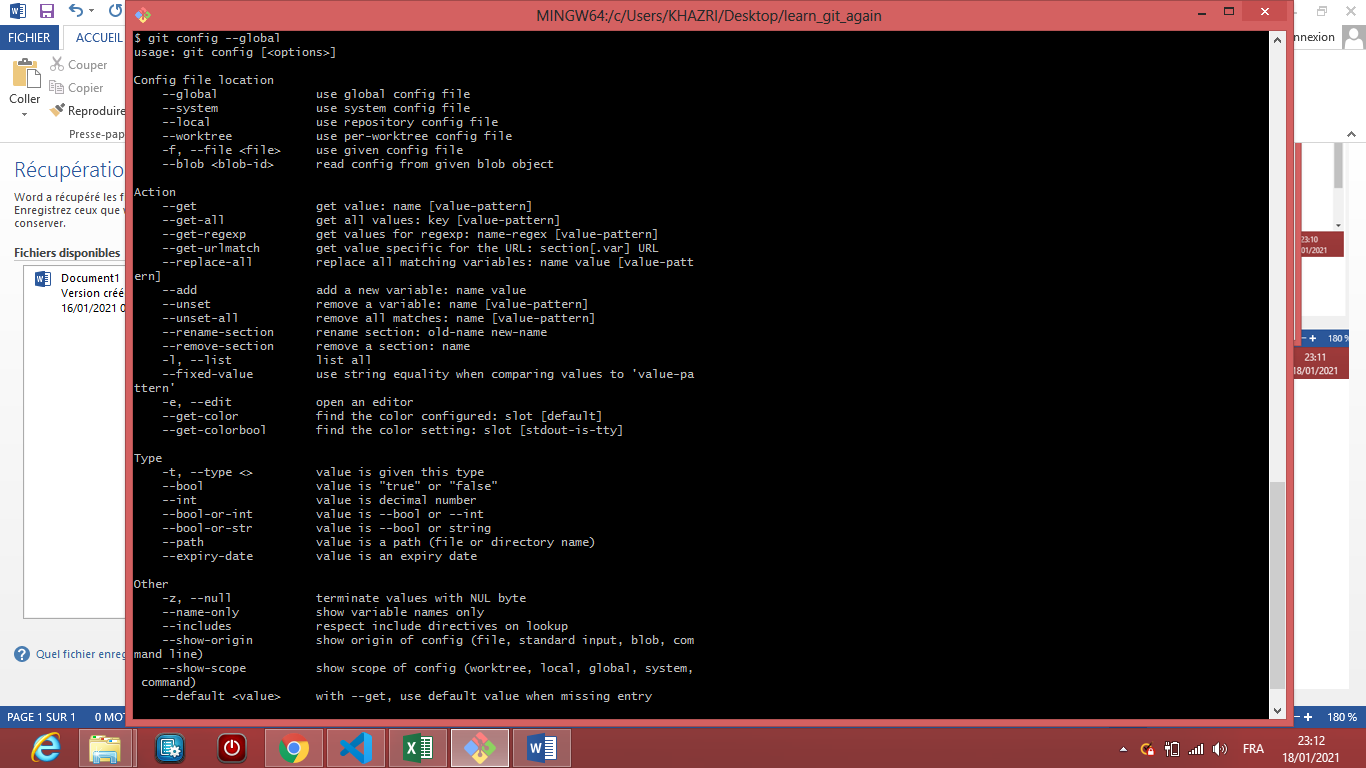 MINGW64:/c/Users/KHAZRI/Desktop/learn_git_again
FICHIER
ACCUEIL
nnexion
Coller
Couper
Copier
Reproduire
Presse-pap
Récupératio
Word a récupéré les f
Enregistrez ceux que
conserver.
Fichiers disponibles
Document1
Version créé
16/01/2021 0
Quel fichier enreg
$ git config --global
usage: git config [<options>]
Config file location
--global use global config file
--system use system config file
--local use repository config file
--worktree use per-worktree config file
-f, --file <file> use given config file
--blob <blob-id> read config from given blob object
Action
--get get value: name [value-pattern]
--get-all get all values: key [value-pattern]
--get-regexp get values for regexp: name-regex [value-pattern]
--get-urlmatch get value specific for the URL: section[.var] URL
--replace-all replace all matching variables: name value [value-patt
ern]
--add add a new variable: name value
--unset remove a variable: name [value-pattern]
--unset-all remove all matches: name [value-pattern]
--rename-section rename section: old-name new-name
--remove-section remove a section: name
-l, --list list all
--fixed-value use string equality when comparing values to 'value-pa
ttern'
-e, --edit open an editor
--get-color find the color configured: slot [default]
--get-colorbool find the color setting: slot [stdout-is-tty]
Type
-t, --type <> value is given this type
--bool value is "true" or "false"
--int value is decimal number
--bool-or-int value is --bool or --int
--bool-or-str value is --bool or string
--path value is a path (file or directory name)
--expiry-date value is an expiry date
Other
-z, --null terminate values with NUL byte
--name-only show variable names only
--includes respect include directives on lookup
--show-origin show origin of config (file, standard input, blob, com
mand line)
--show-scope show scope of config (worktree, local, global, system,
command)
--default <value> with --get, use default value when missing entry
23:10
01/2021
180 %
23:11
18/01/2021
PAGE 1 SUR 1 0 MOT
180 %
FRA
23:12
18/01/2021